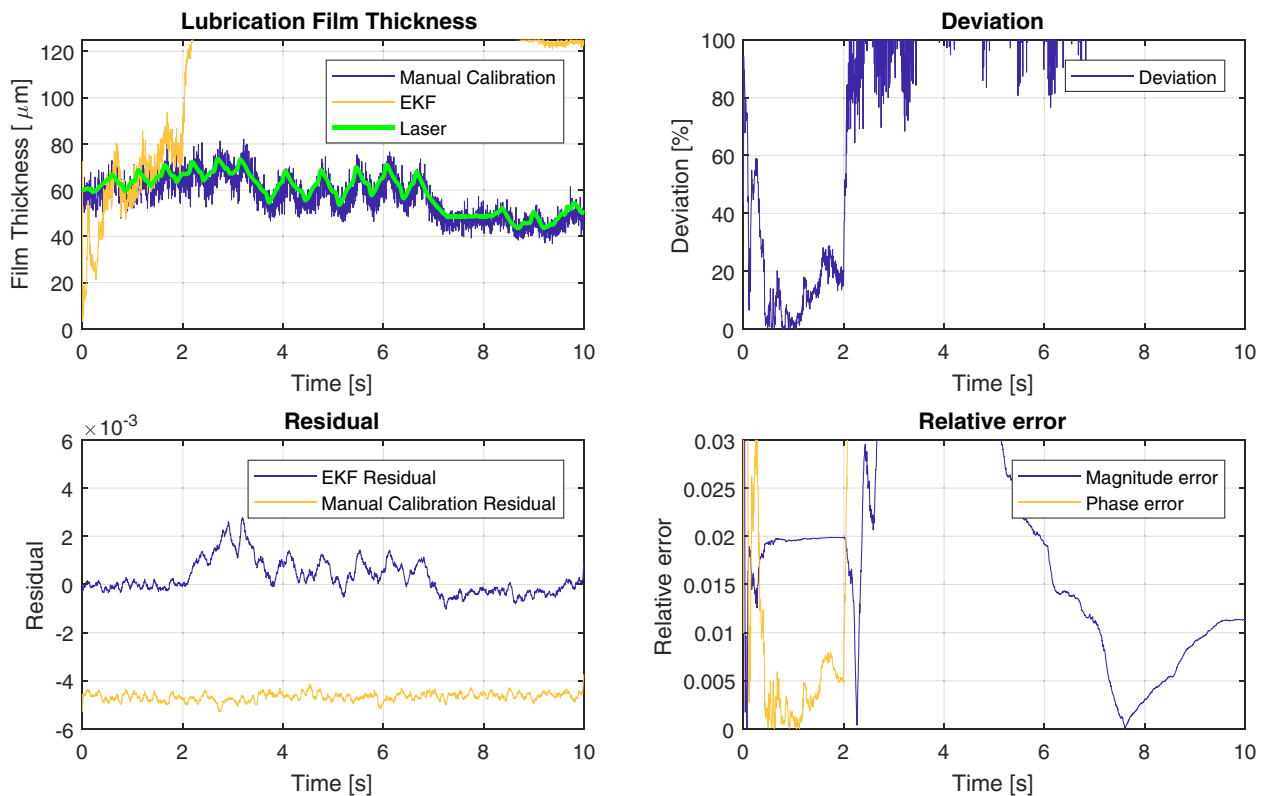 Lubrication Film Thickness
Film Thickness [ μm]
120
100
80
60
40
20
0
0 2 4 6 8 10
Time [s]
Manual Calibration
EKF
Laser
Deviation
Deviation [%]
100
80
60
40
20
0
0 2 4 6 8 10
Time [s]
Deviation
Residual
×10-3
Residual
6
4
2
0
-2
-4
-6
0 2 4 6 8 10
Time [s]
EKF Residual
Manual Calibration Residual
Relative error
Relative error
0.03
0.025
0.02
0.015
0.01
0.005
0
0 2 4 6 8 10
Time [s]
Magnitude error
Phase error